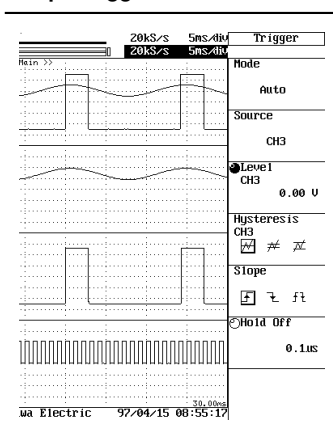 20kS/s 5ms/div
20kS/s 5ms/div
Main >>
Trigger
Mode
Auto
Source
CH3
Level
CH3
0.00 V
Hysteresis
CH3
Slope
Hold Off
0.1us
30.00ms
wa Electric 97/04/15 08:55:17